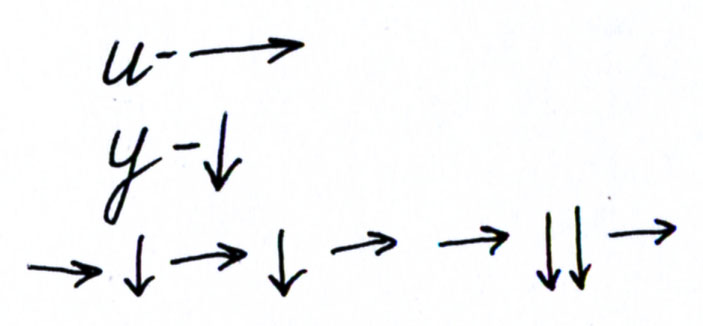 и - →
у - ↓
→ ↓ → ↓ → → ↓↓ →